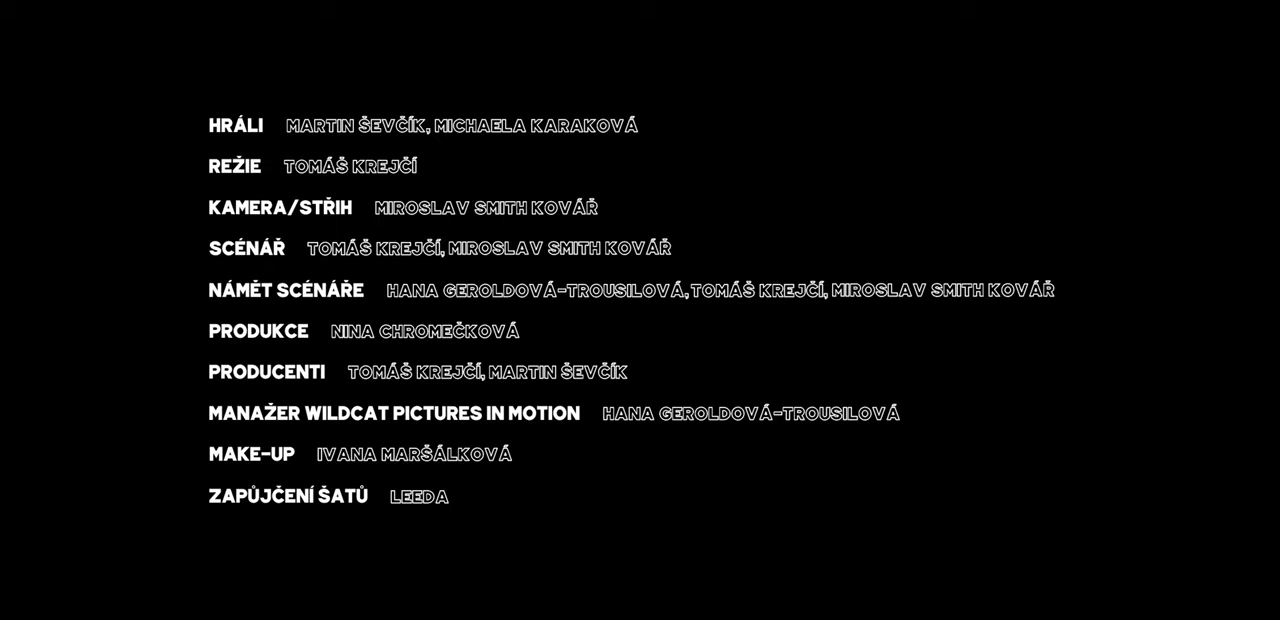 HRÁLI MARTIN ŠEVČÍK, MICHAELA KARAKOVÁ
REŽIE TOMÁŠ KREJČÍ
KAMERA/STŘIH MIROSLAV SMITH KOVÁŘ
SCÉNÁŘ TOMÁŠ KREJČÍ, MIROSLAV SMITH KOVÁŘ
NÁMĚT SCÉNÁŘE HANA GEROLDOVÁ-TROUSILOVÁ, TOMÁŠ KREJČÍ, MIROSLAV SMITH KOVÁŘ
PRODUKCE NINA CHROMEČKOVÁ
PRODUCENTI TOMÁŠ KREJČÍ, MARTIN ŠEVČÍK
MANAŽER WILDCAT PICTURES IN MOTION HANA GEROLDOVÁ-TROUSILOVÁ
MAKE-UP IVANA MARŠÁLKOVÁ
ZAPŮJČENÍ ŠATŮ LEEDA